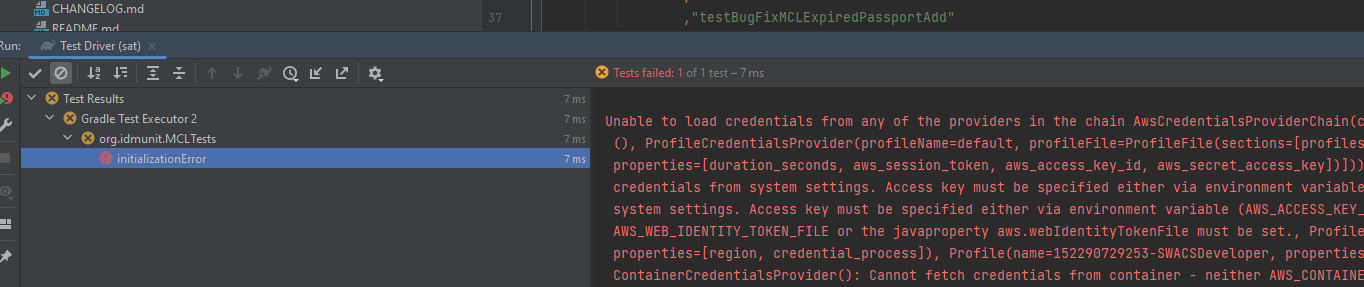 CHANGELOG.md
README.md
37 ,"testBugFixMCLExpiredPassportAdd"
Run: Test Driver (sat)
Tests failed: 1 of 1 test – 7 ms
Test Results 7 ms
Gradle Test Executor 2 7 ms
org.idmunit.MCLTests 7 ms
initializationError 7 ms
Unable to load credentials from any of the providers in the chain AwsCredentialsProviderChain(c
(), ProfileCredentialsProvider(profileName=default, profileFile=ProfileFile(sections=[profiles
properties=[duration_seconds, aws_session_token, aws_access_key_id, aws_secret_access_key])]))
credentials from system settings. Access key must be specified either via environment variable
system settings. Access key must be specified either via environment variable (AWS_ACCESS_KEY_
AWS_WEB_IDENTITY_TOKEN_FILE or the javaproperty aws.webIdentityTokenFile must be set., Profile
properties=[region, credential_process]), Profile(name=152290729253-SWACSDeveloper, properties
ContainerCredentialsProvider(): Cannot fetch credentials from container - neither AWS_CONTAINE